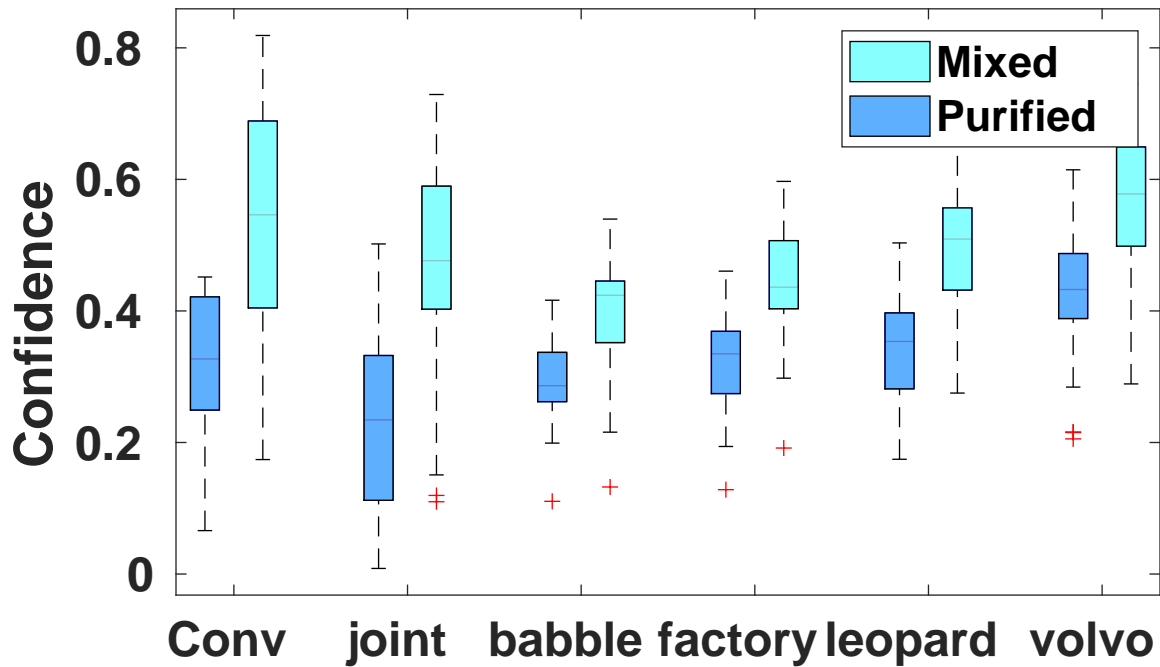 Confidence
0.8
0.6
0.4
0.2
0
Mixed
Purified
Conv joint babble factory leopard volvo